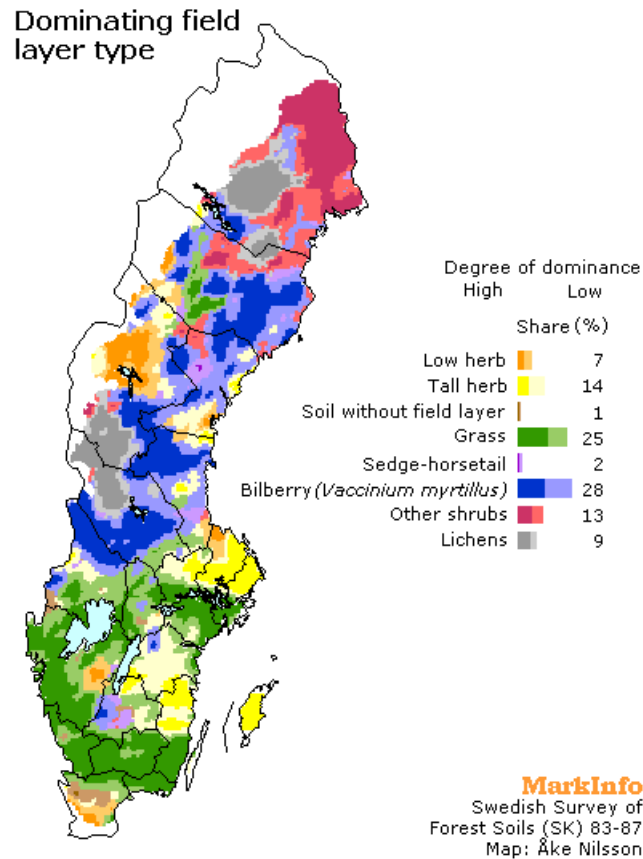 Dominating field
layer type
Degree of dominance
High Low
Share (%)
Low herb 7
Tall herb 14
Soil without field layer 1
Grass 25
Sedge-horsetail 2
Bilberry (Vaccinium myrtillus) 28
Other shrubs 13
Lichens 9
MarkInfo
Swedish Survey of
Forest Soils (SK) 83-87
Map: Åke Nilsson